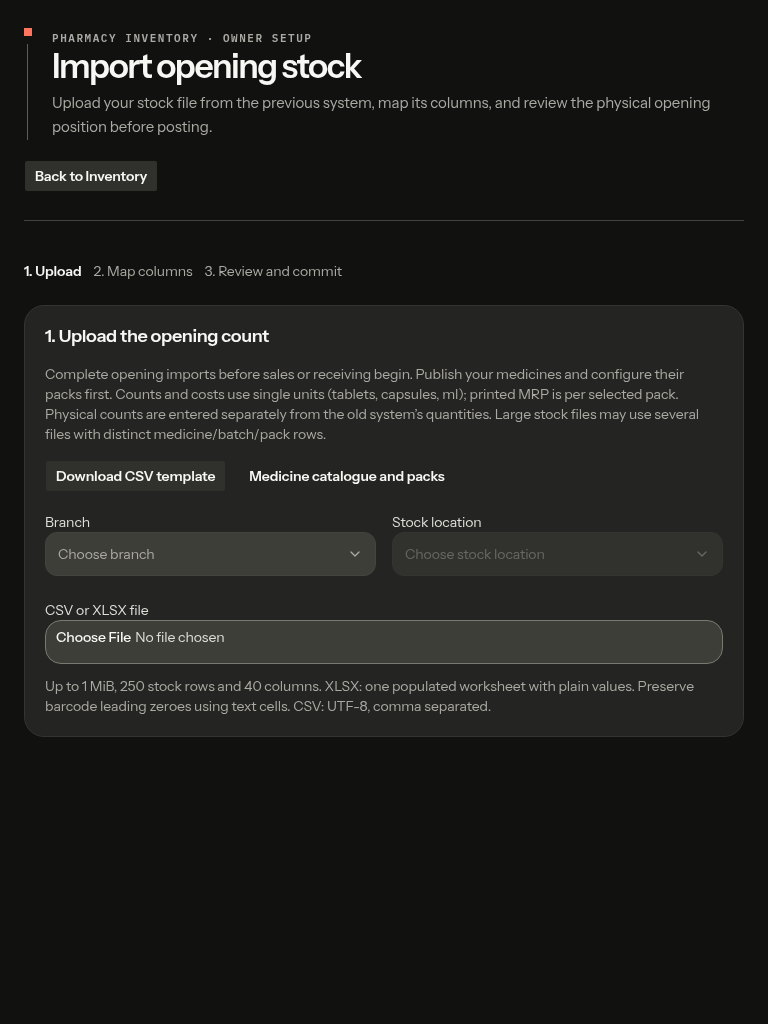 PHARMACY INVENTORY · OWNER SETUP
Import opening stock
Upload your stock file from the previous system, map its columns, and review the physical opening
position before posting.
Back to Inventory
1. Upload 2. Map columns 3. Review and commit
1. Upload the opening count
Complete opening imports before sales or receiving begin. Publish your medicines and configure their
packs first. Counts and costs use single units (tablets, capsules, ml); printed MRP is per selected pack.
Physical counts are entered separately from the old system's quantities. Large stock files may use several
files with distinct medicine/batch/pack rows.
Download CSV template Medicine catalogue and packs
Branch Stock location
Choose branch Choose stock location
CSV or XLSX file
Choose File No file chosen
Up to 1 MiB, 250 stock rows and 40 columns. XLSX: one populated worksheet with plain values. Preserve
barcode leading zeroes using text cells. CSV: UTF-8, comma separated.